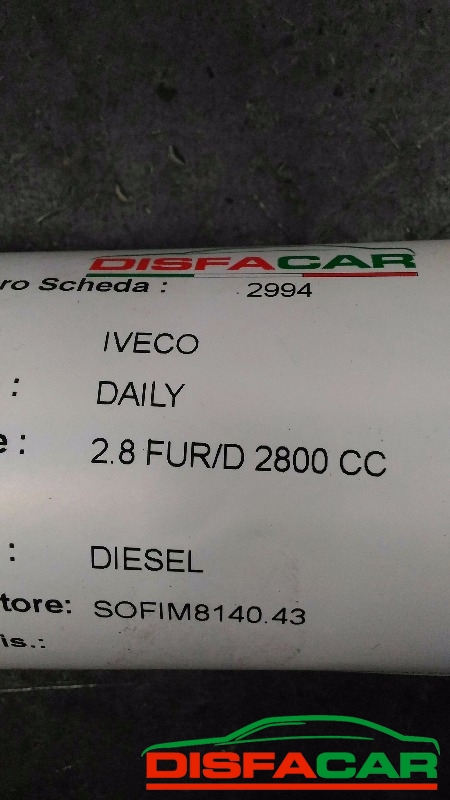 DISFACAR
ro Scheda : 2994
IVECO
: DAILY
e : 2.8 FUR/D 2800 CC
: DIESEL
tore: SOFIM8140.43
is.:
DISFACAR